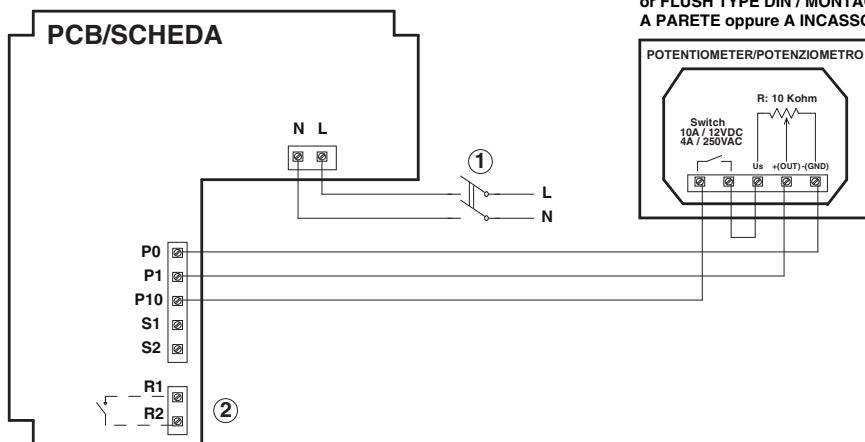 or FLUSH TYPE DIN / MONTAG
A PARETE oppure A INCASSO
PCB/SCHEDA
POTENTIOMETER/POTENZIOMETRO
R: 10 Kohm
Switch
10A / 12VDC
4A / 250VAC
Us +(OUT) -(GND)
N L
1
L
N
P0
P1
P10
S1
S2
R1
R2
2